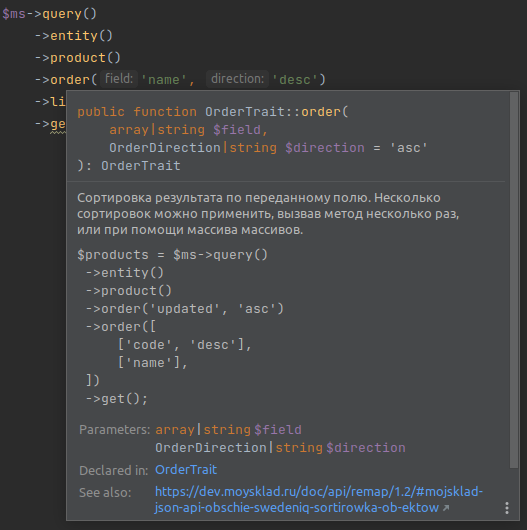 $ms->query()
->entity()
->product()
->order( field: 'name', direction: 'desc')
->li
->ge
public function OrderTrait::order(
array|string $field,
OrderDirection|string $direction = 'asc'
): OrderTrait
Сортировка результата по переданному полю. Несколько
сортировок можно применить, вызвав метод несколько раз,
или при помощи массива массивов.
$products = $ms->query()
->entity()
->product()
->order('updated', 'asc')
->order([
['code', 'desc'],
['name'],
])
->get();
Parameters: array|string $field
OrderDirection|string $direction
Declared in: OrderTrait
See also: https://dev.moysklad.ru/doc/api/remap/1.2/#mojsklad-
json-api-obschie-swedeniq-sortirowka-ob-ektow